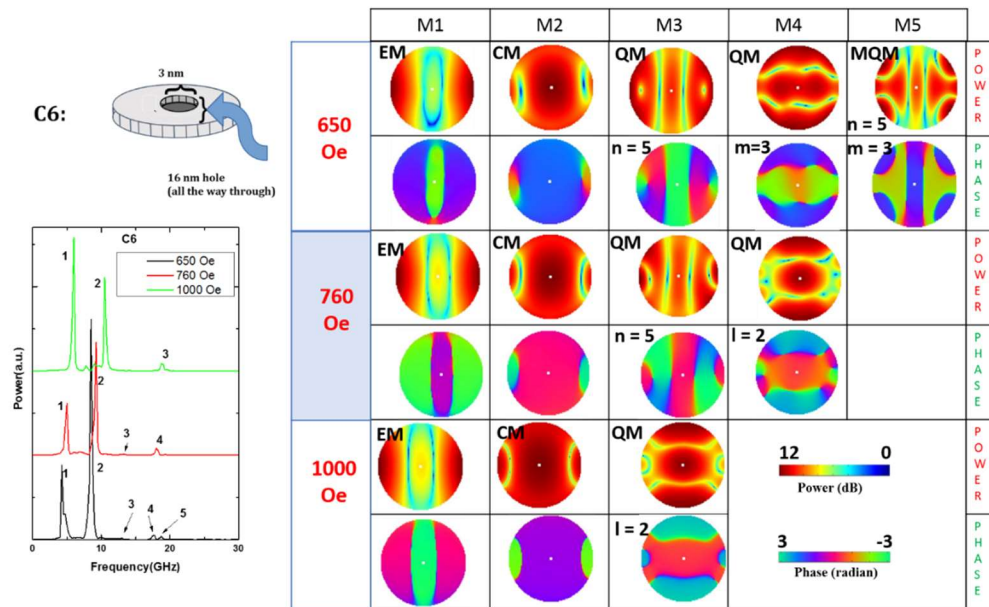 M1 M2 M3 M4 M5
C6:
3 nm
16 nm hole
(all the way through)
650
Oe
EM CM QM QM MQM
n = 5
POWER
n = 5 m=3 m = 3
PHASE
760
Oe
EM CM QM QM
POWER
n = 5 l = 2
PHASE
1000
Oe
EM CM QM
POWER
l = 2
PHASE
12 0
Power (dB)
3 -3
Phase (radian)
C6
650 Oe
760 Oe
1000 Oe
1 2 3
1 2 3 4
1 2 3 4 5
Power(a.u.)
0 10 20 30
Frequency(GHz)